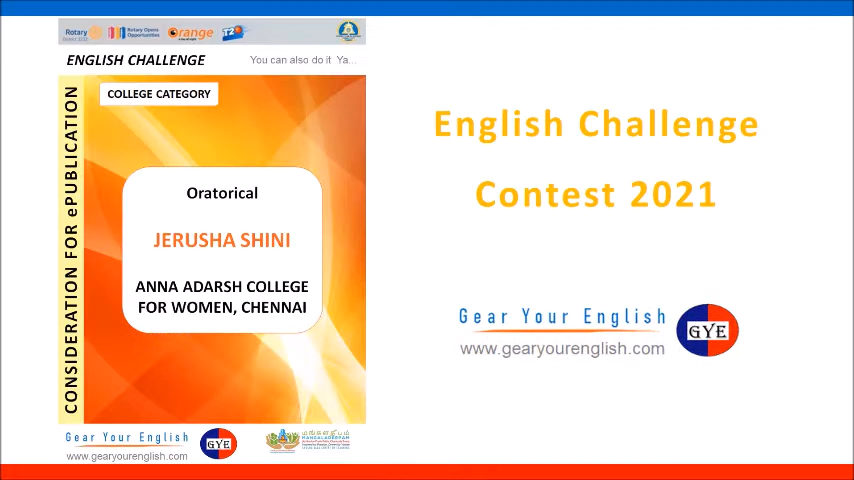 Rotary
Rotary Opens
Opportunities
Orange
T2
ENGLISH CHALLENGE
You can also do it Ya...
COLLEGE CATEGORY
CONSIDERATION FOR ePUBLICATION
Oratorical
JERUSHA SHINI
ANNA ADARSH COLLEGE
FOR WOMEN, CHENNAI
Gear Your English
GYE
www.gearyourenglish.com
MANGALADEEPAM
English Challenge
Contest 2021
Gear Your English
GYE
www.gearyourenglish.com